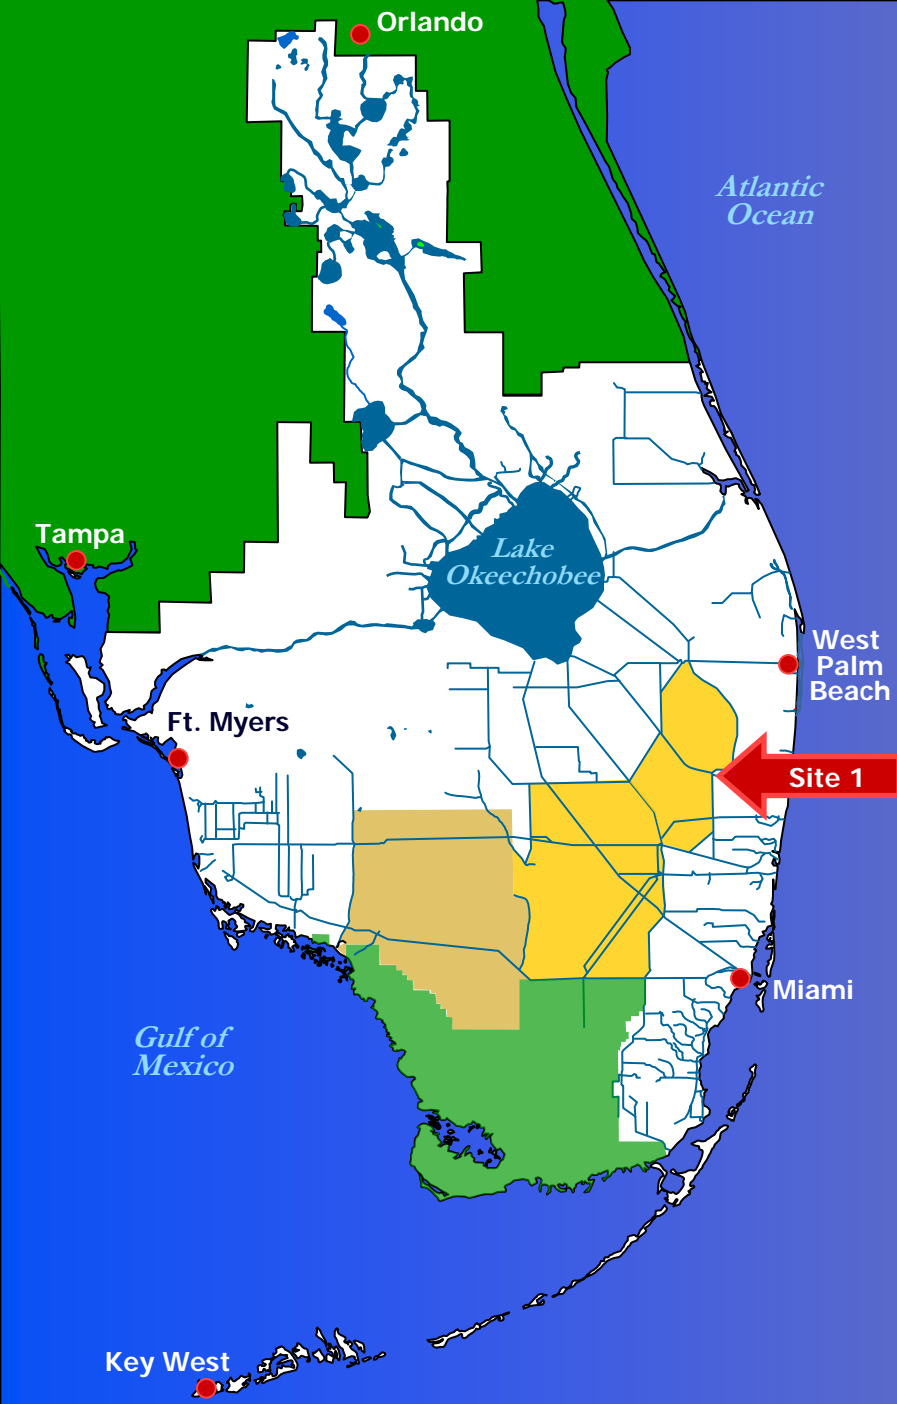 Orlando
Atlantic
Ocean
Tampa
Lake
Okeechobee
West
Palm
Beach
Ft. Myers
Site 1
Miami
Gulf of
Mexico
Key West